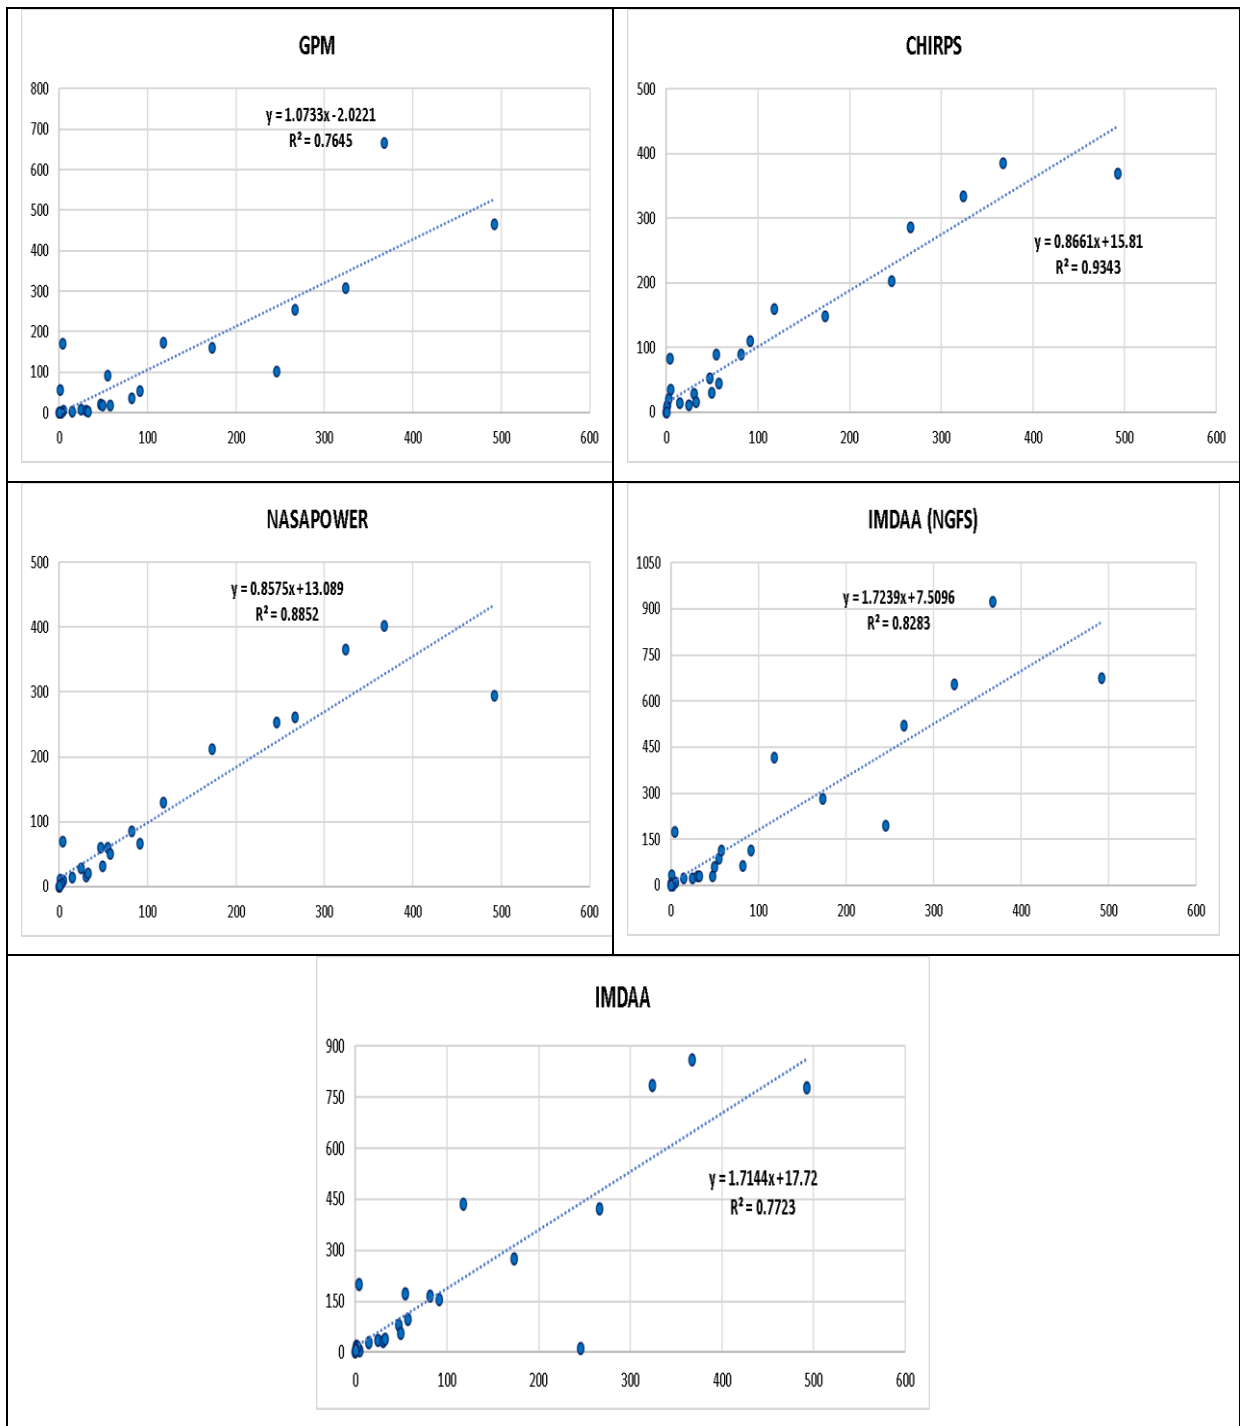 GPM
y = 1.0733x - 2.0221
R² = 0.7645
800
700
600
500
400
300
200
100
0
0 100 200 300 400 500 600
CHIRPS
y = 0.8661x + 15.81
R² = 0.9343
500
400
300
200
100
0
0 100 200 300 400 500 600
NASAPOWER
y = 0.8575x + 13.089
R² = 0.8852
500
400
300
200
100
0
0 100 200 300 400 500 600
IMDAA (NGFS)
y = 1.7239x + 7.5096
R² = 0.8283
1050
900
750
600
450
300
150
0
0 100 200 300 400 500 600
IMDAA
y = 1.7144x + 17.72
R² = 0.7723
900
750
600
450
300
150
0
0 100 200 300 400 500 600